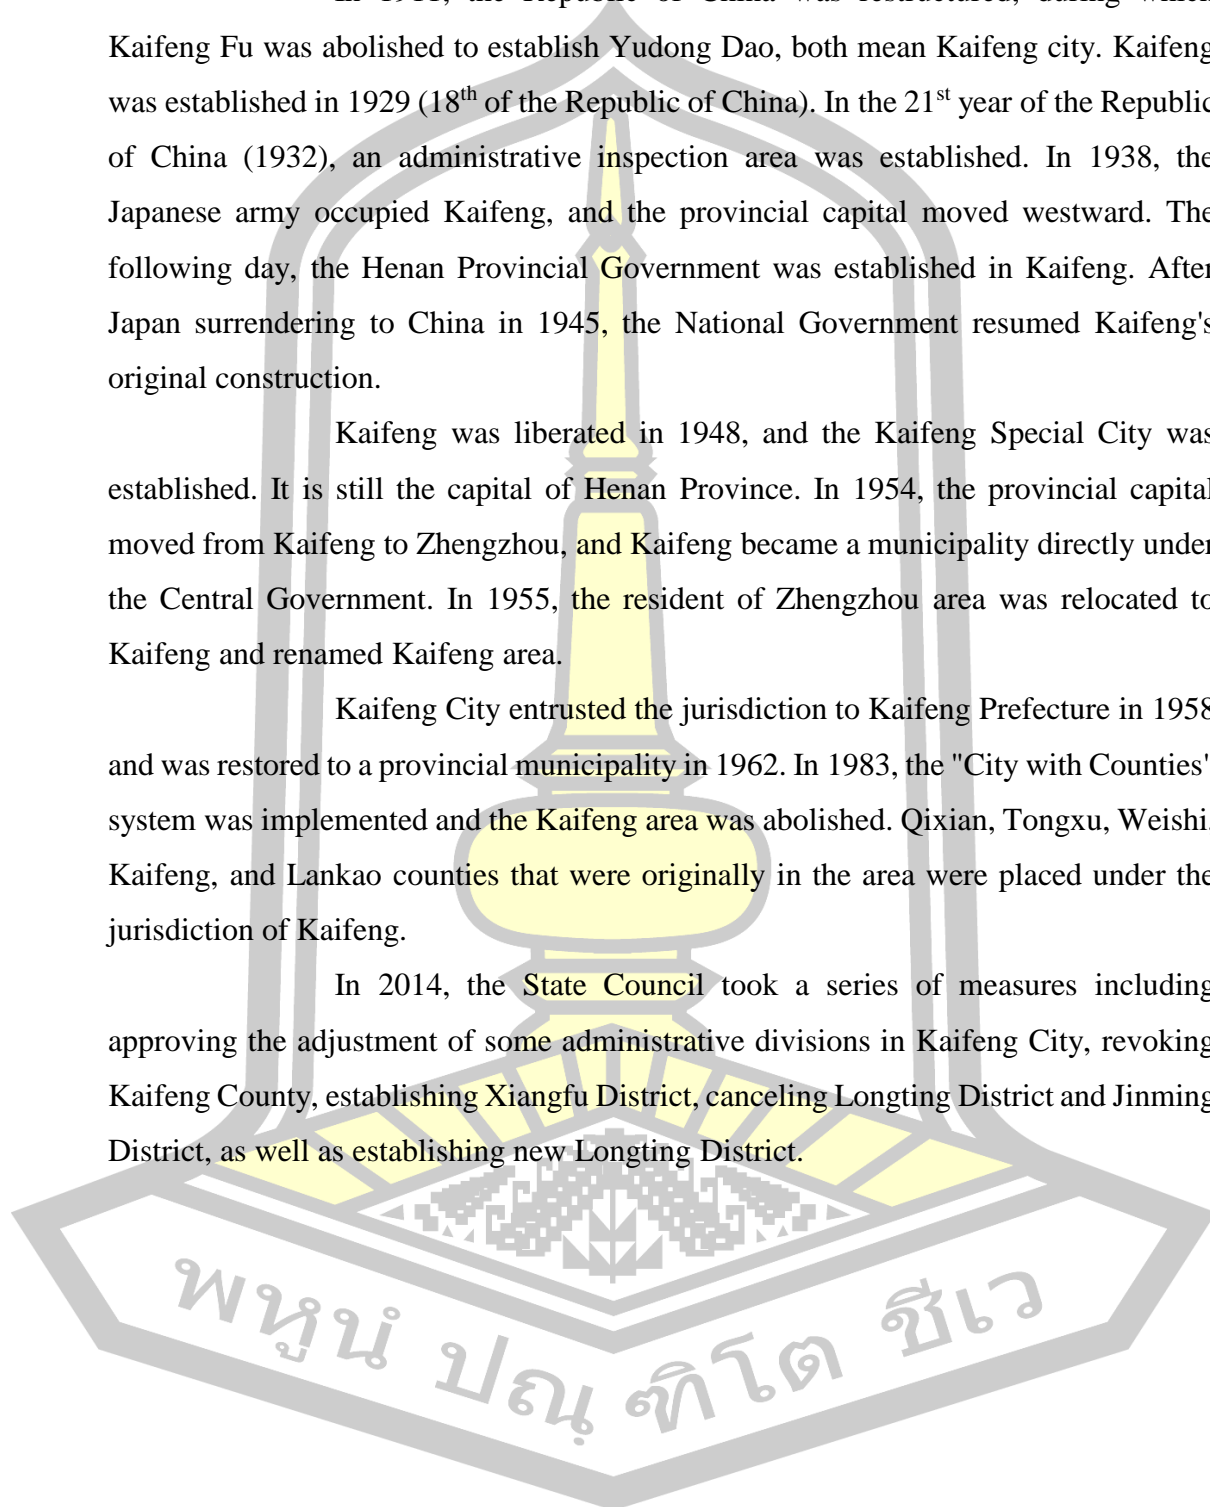 In 1911, the Republic of China was restructured, during which
Kaifeng Fu was abolished to establish Yudong Dao, both mean Kaifeng city. Kaifeng
was established in 1929 (18th of the Republic of China). In the 21st year of the Republic
of China (1932), an administrative inspection area was established. In 1938, the
Japanese army occupied Kaifeng, and the provincial capital moved westward. The
following day, the Henan Provincial Government was established in Kaifeng. After
Japan surrendering to China in 1945, the National Government resumed Kaifeng's
original construction.
Kaifeng was liberated in 1948, and the Kaifeng Special City was
established. It is still the capital of Henan Province. In 1954, the provincial capital
moved from Kaifeng to Zhengzhou, and Kaifeng became a municipality directly under
the Central Government. In 1955, the resident of Zhengzhou area was relocated to
Kaifeng and renamed Kaifeng area.
Kaifeng City entrusted the jurisdiction to Kaifeng Prefecture in 1958
and was restored to a provincial municipality in 1962. In 1983, the "City with Counties"
system was implemented and the Kaifeng area was abolished. Qixian, Tongxu, Weishi,
Kaifeng, and Lankao counties that were originally in the area were placed under the
jurisdiction of Kaifeng.
In 2014, the State Council took a series of measures including
approving the adjustment of some administrative divisions in Kaifeng City, revoking
Kaifeng County, establishing Xiangfu District, canceling Longting District and Jinming
District, as well as establishing new Longting District.
พหูนํ ปณฺฑิโต ชีเว